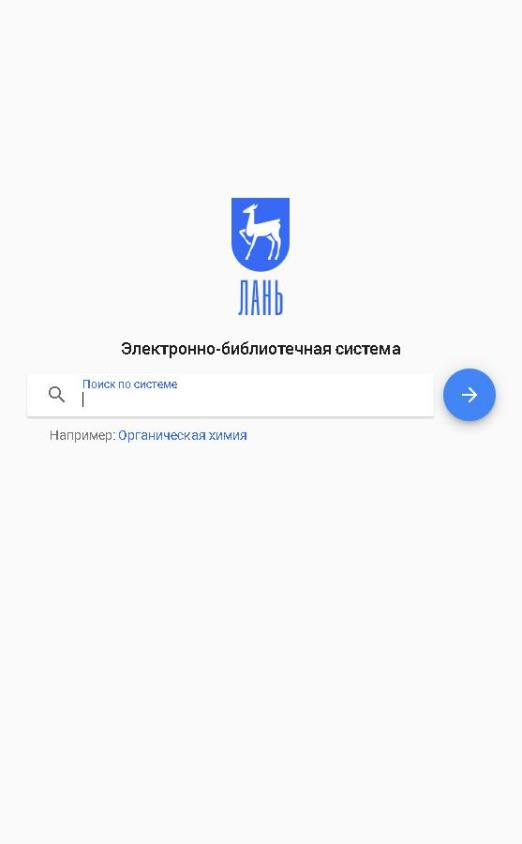 ЛАНЬ
Электронно-библиотечная система
Поиск по системе
Например: Органическая химия